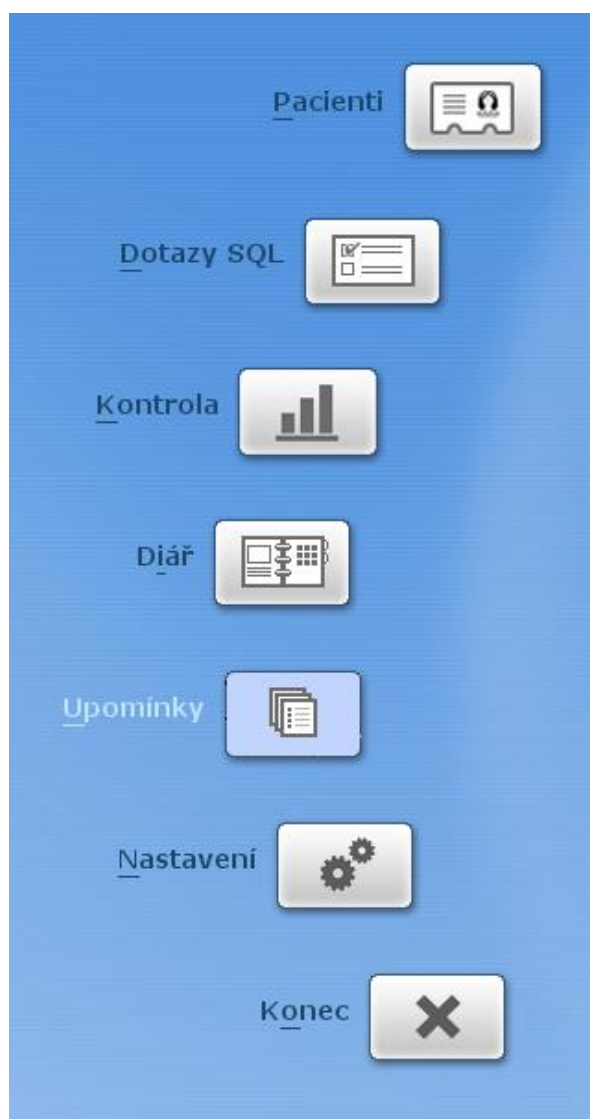 Pacienti
Dotazy SQL
Kontrola
Diář
Upomínky
Nastavení
Konec